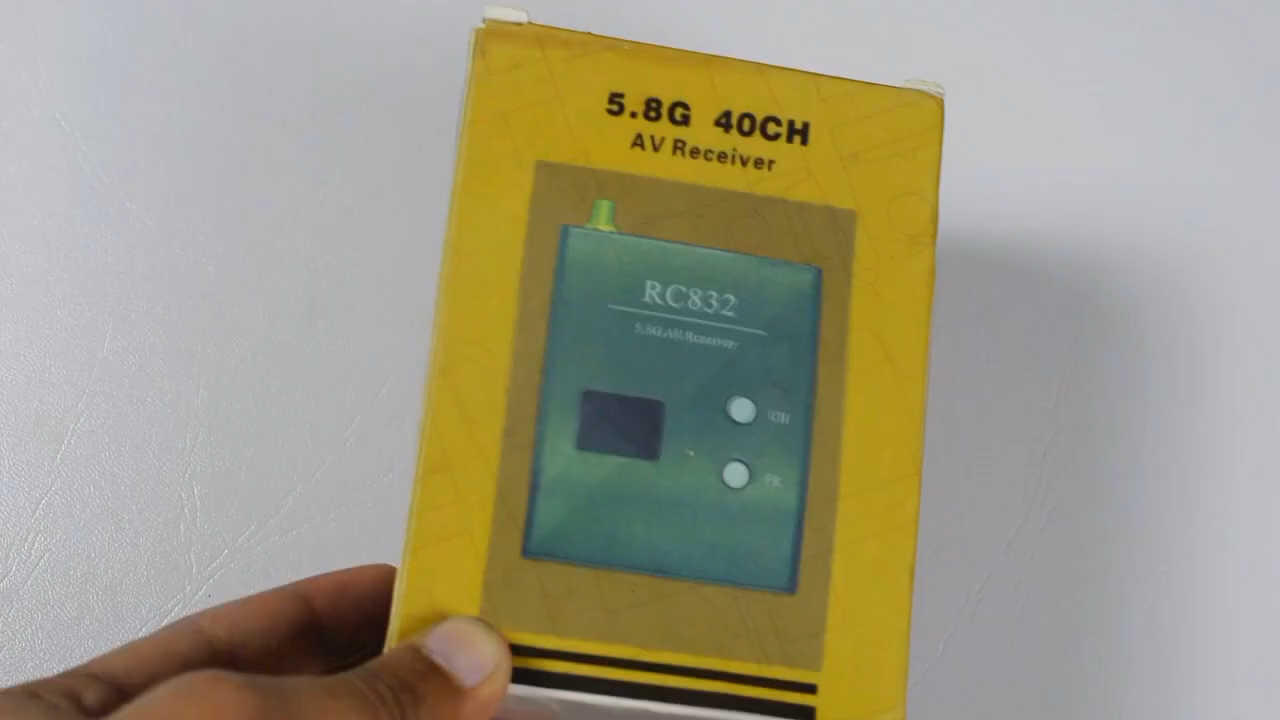 5.8G 40CH
AV Receiver
RC832
5.8G AV Receiver
CH
FR